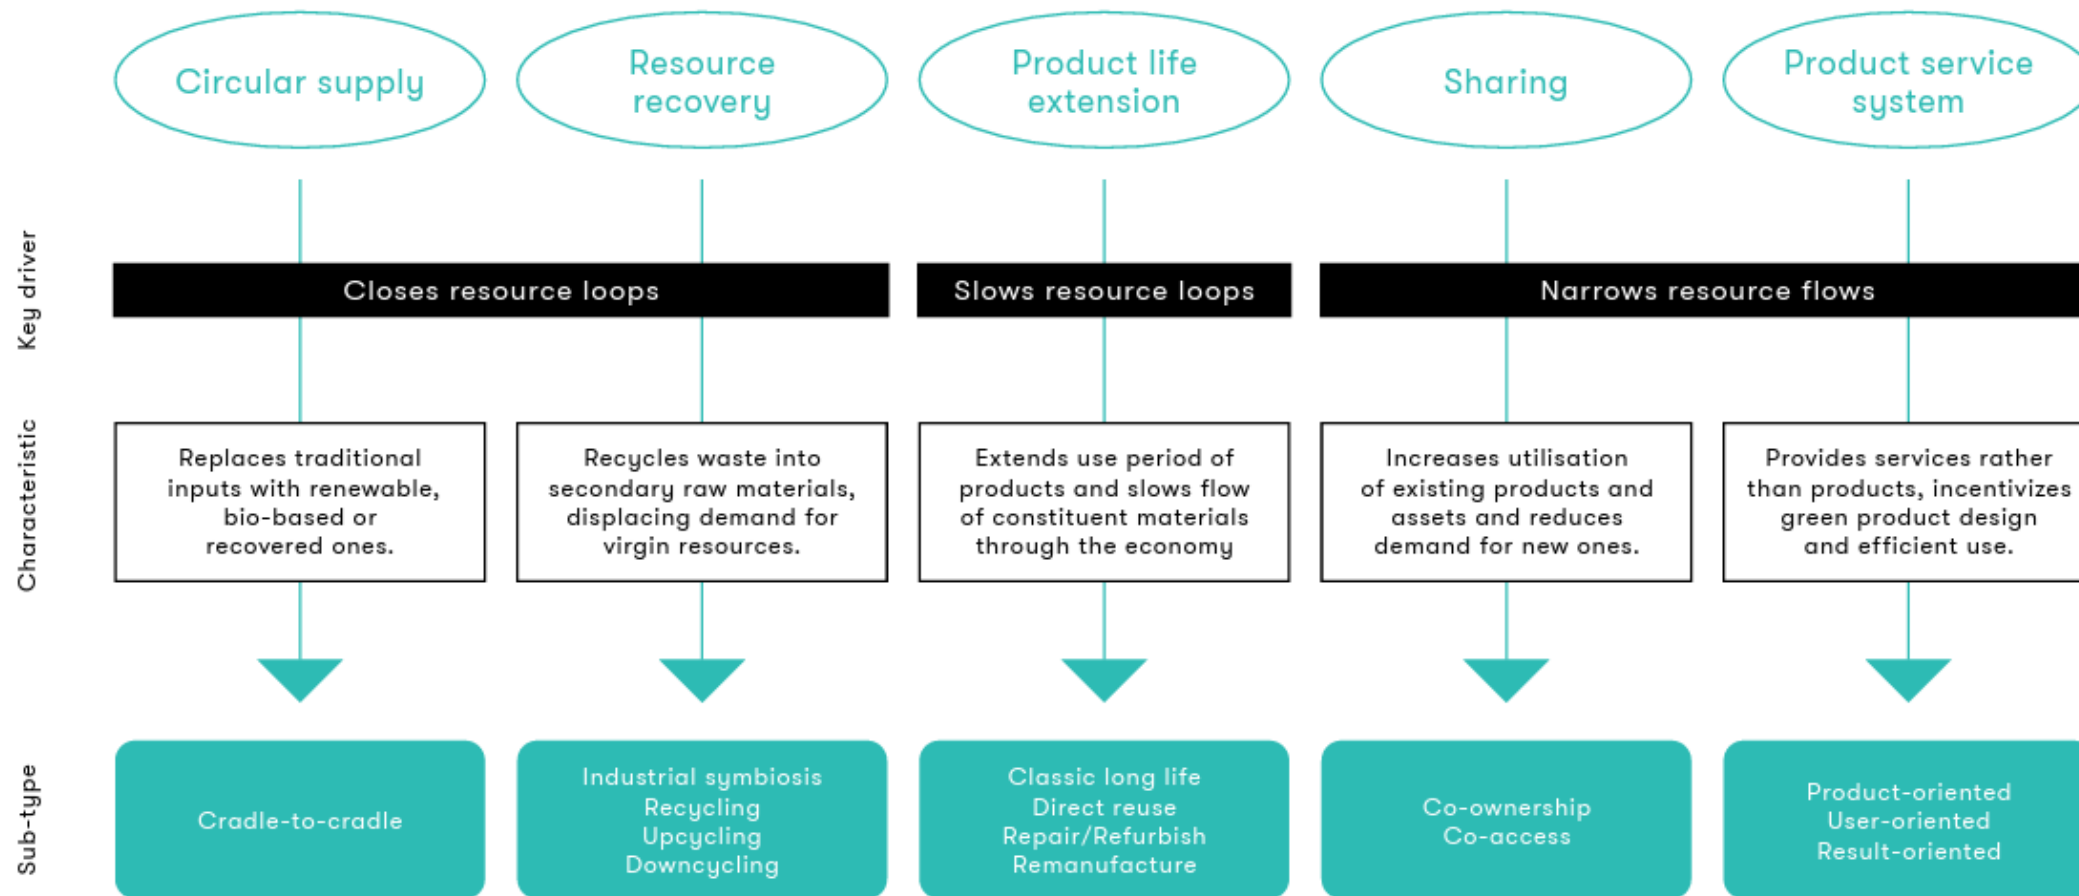 Circular supply
Resource
recovery
Product life
extension
Sharing
Product service
system
Key driver
Closes resource loops
Slows resource loops
Narrows resource flows
Characteristic
Replaces traditional
inputs with renewable,
bio-based or
recovered ones.
Recycles waste into
secondary raw materials,
displacing demand for
virgin resources.
Extends use period of
products and slows flow
of constituent materials
through the economy
Increases utilisation
of existing products and
assets and reduces
demand for new ones.
Provides services rather
than products, incentivizes
green product design
and efficient use.
Sub-type
Cradle-to-cradle
Industrial symbiosis
Recycling
Upcycling
Downcycling
Classic long life
Direct reuse
Repair/Refurbish
Remanufacture
Co-ownership
Co-access
Product-oriented
User-oriented
Result-oriented